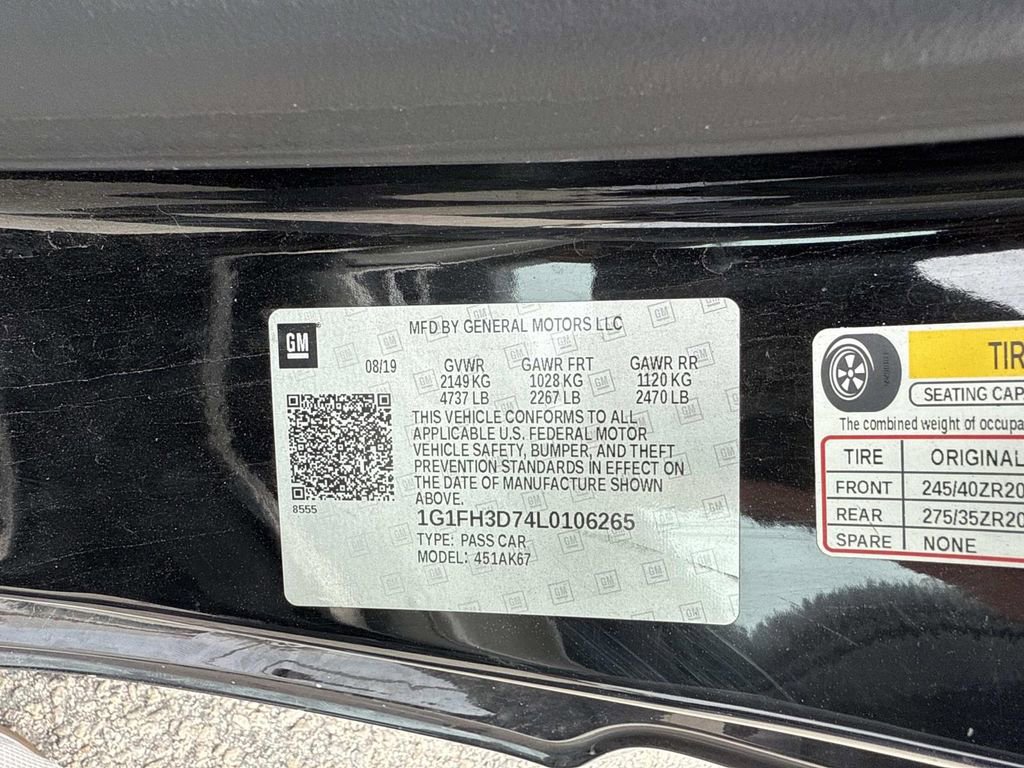 GM
MFD BY GENERAL MOTORS LLC
08/19 GVWR GAWR FRT GAWR RR
2149 KG 1028 KG 1120 KG
4737 LB 2267 LB 2470 LB
THIS VEHICLE CONFORMS TO ALL
APPLICABLE U.S. FEDERAL MOTOR
VEHICLE SAFETY, BUMPER, AND THEFT
PREVENTION STANDARDS IN EFFECT ON
THE DATE OF MANUFACTURE SHOWN
ABOVE.
8555
1G1FH3D74L0106265
TYPE: PASS CAR
MODEL: 451AK67
TIR
SEATING CAP
The combined weight of occupa
TIRE ORIGINAL
FRONT 245/40ZR20
REAR 275/35ZR20
SPARE NONE